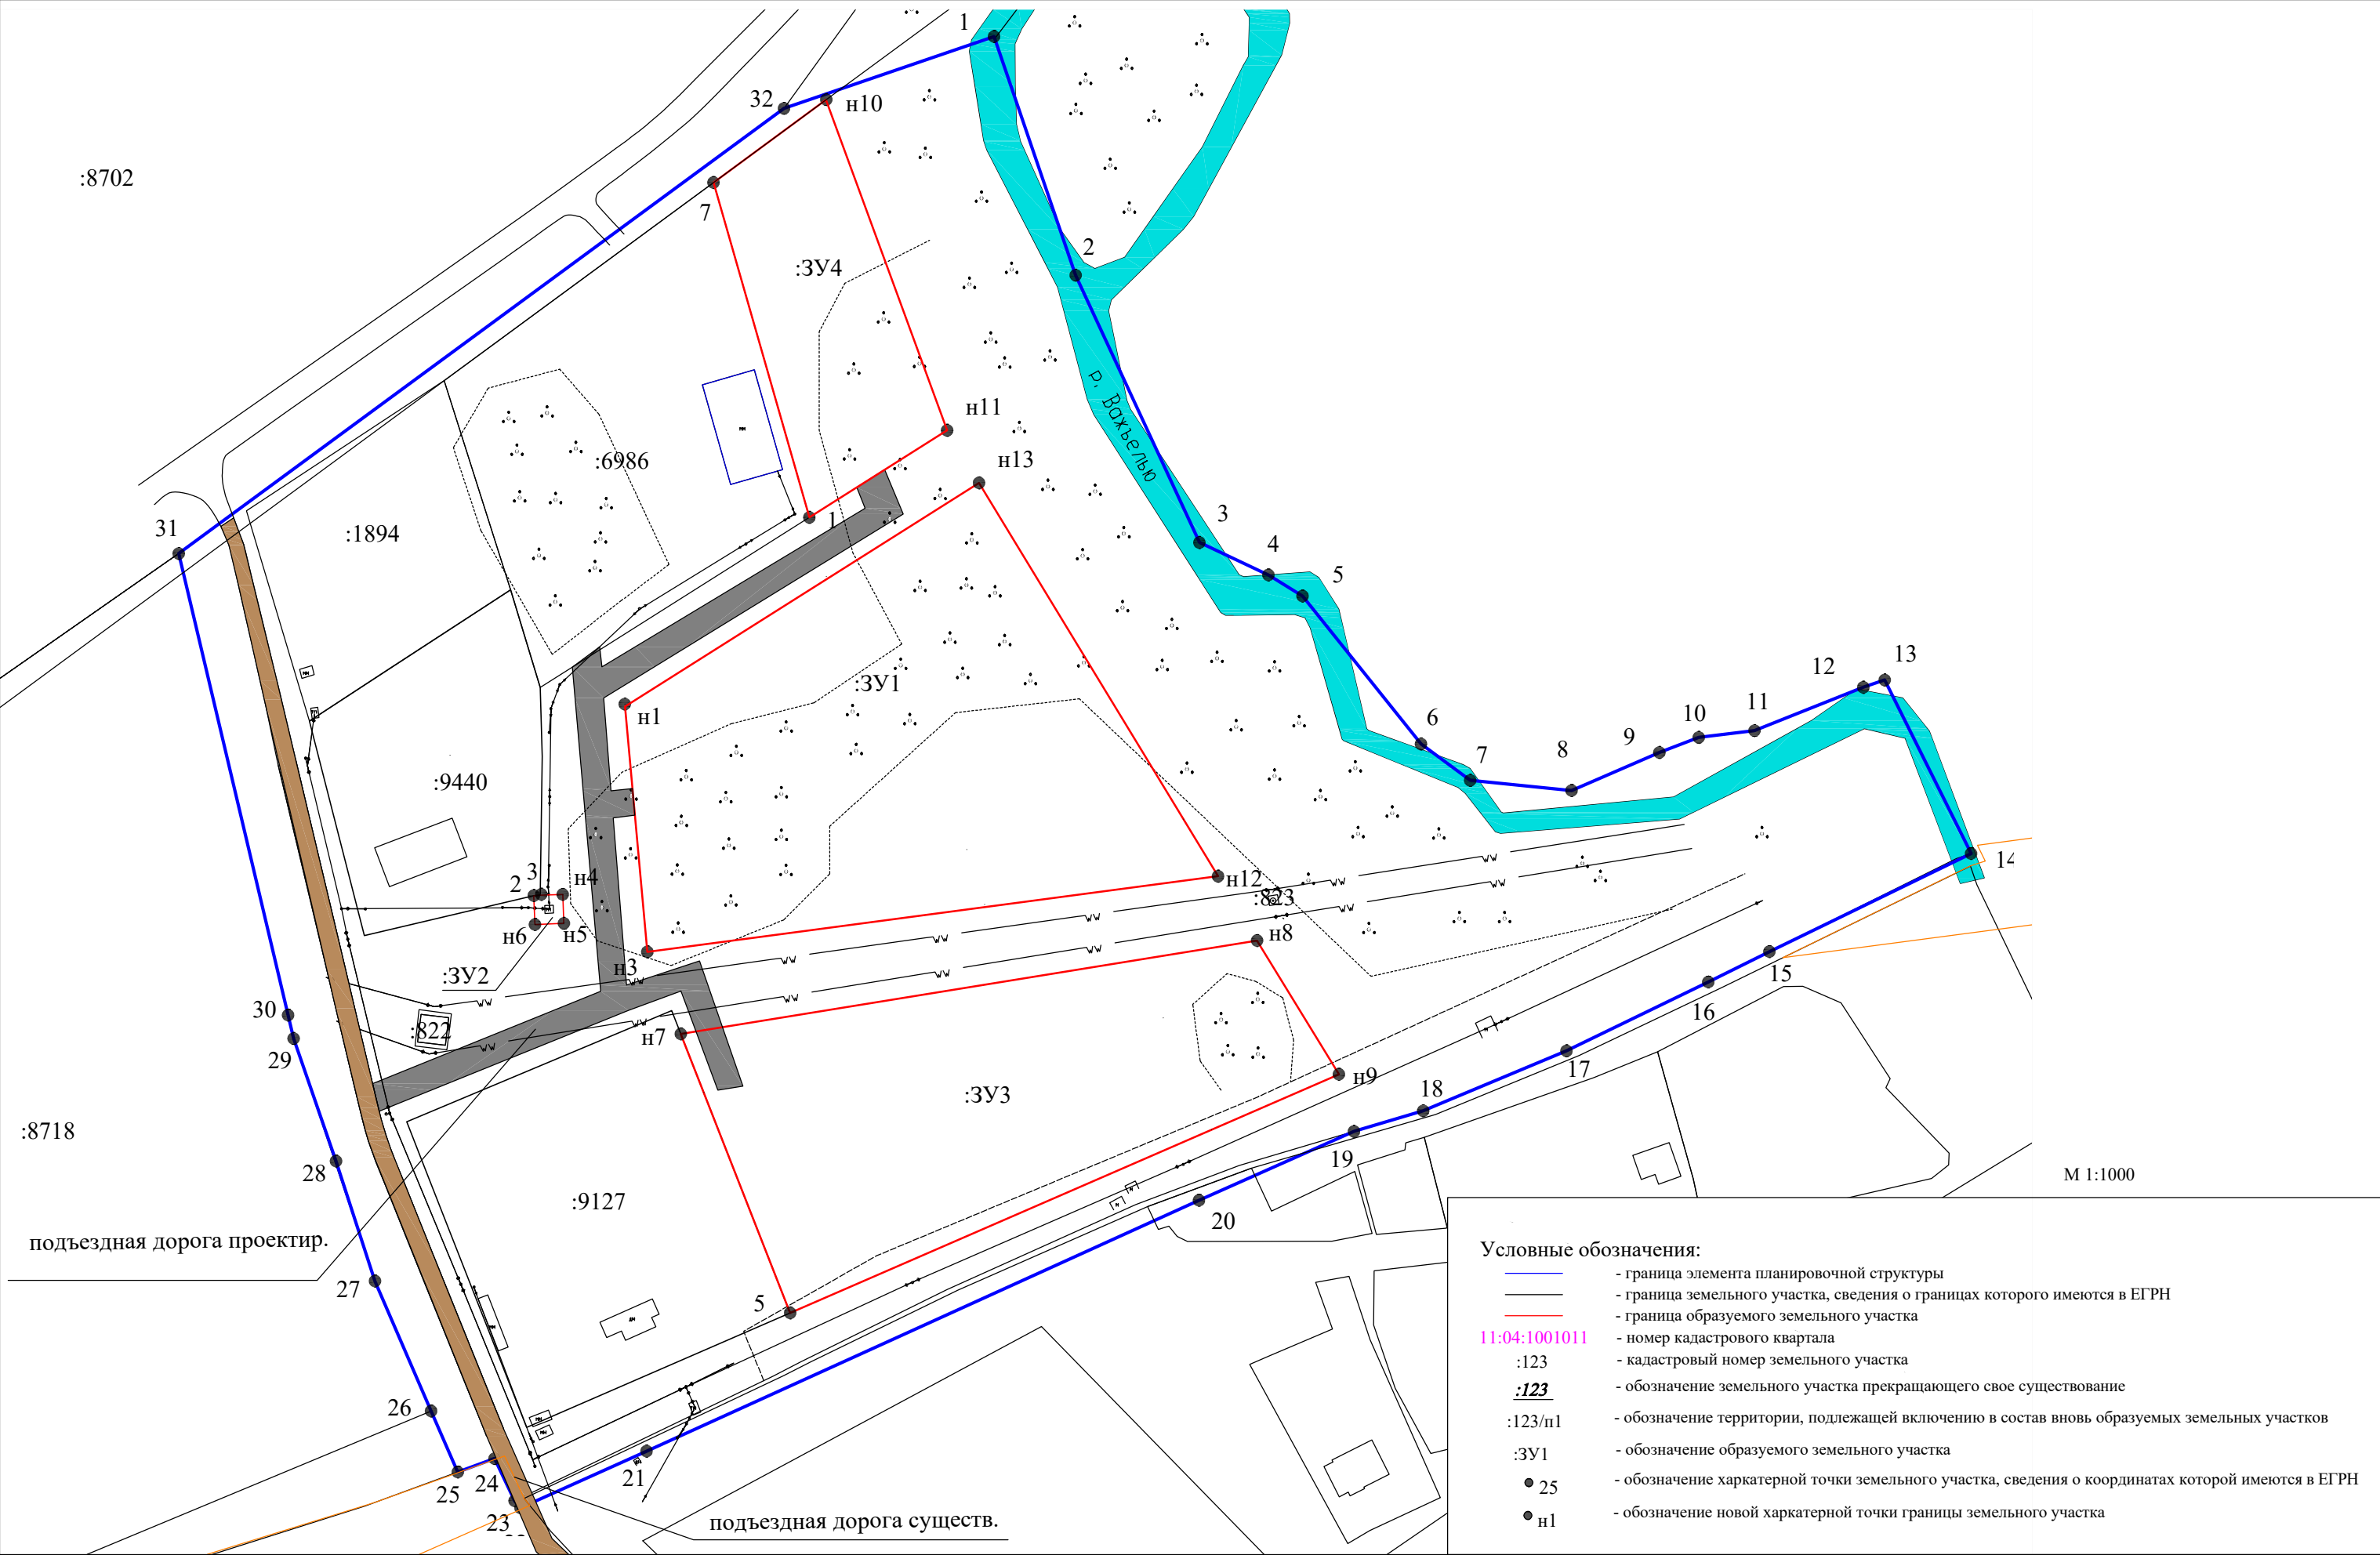 1
32
н10
:8702
7
2
:ЗУ4
р. Вахъелью
н11
:6986
н13
31
:1894
1
3
4
5
12
13
:ЗУ1
н1
11
10
6
9
7
8
:9440
14
2
3
н4
н12
:823
н6
н5
н8
15
н3
:ЗУ2
16
30
:822
н7
29
17
н9
:ЗУ3
18
:8718
19
28
М 1:1000
:9127
20
подъездная дорога проектир.
27
5
26
21
25
24
23
подъездная дорога существ.
Условные обозначения:
- граница элемента планировочной структуры
- граница земельного участка, сведения о границах которого имеются в ЕГРН
- граница образуемого земельного участка
11:04:1001011 - номер кадастрового квартала
:123 - кадастровый номер земельного участка
:123 - обозначение земельного участка прекращающего свое существование
:123/п1 - обозначение территории, подлежащей включению в состав вновь образуемых земельных участков
:ЗУ1 - обозначение образуемого земельного участка
25 - обозначение харкатерной точки земельного участка, сведения о координатах которой имеются в ЕГРН
н1 - обозначение новой харкатерной точки границы земельного участка